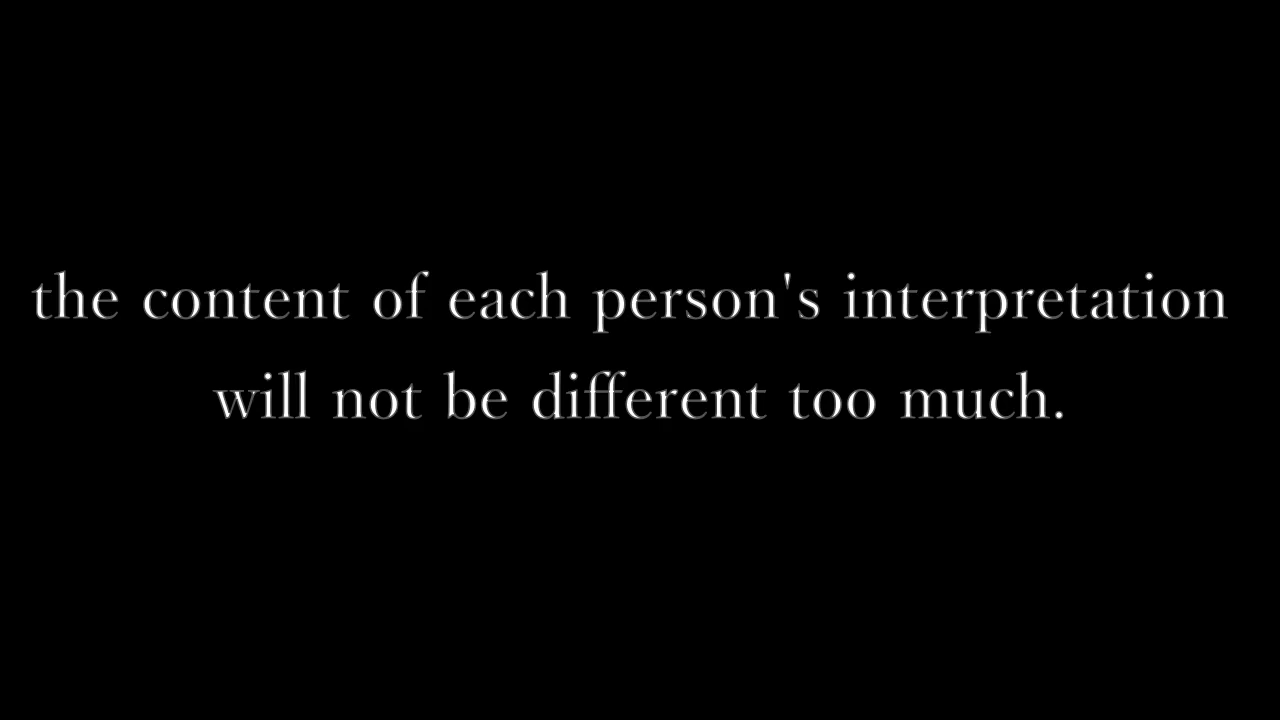 the content of each person's interpretation
will not be different too much.